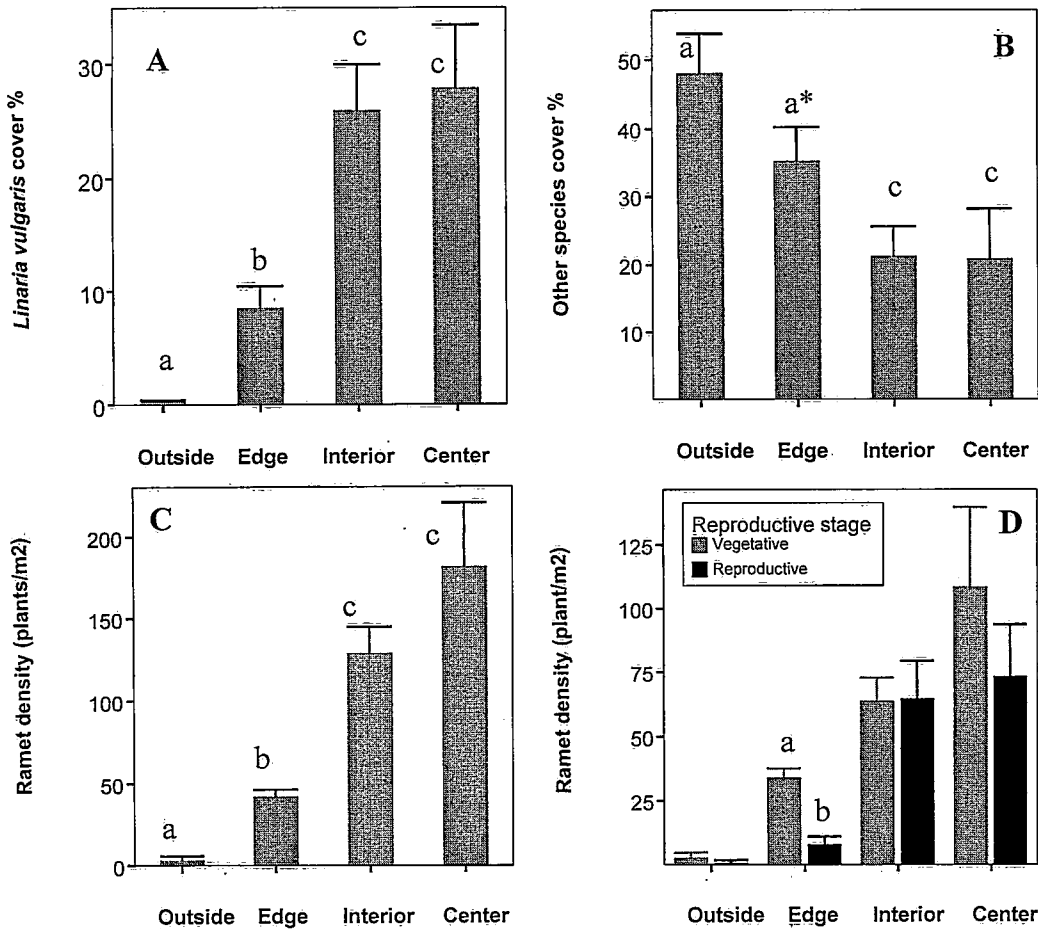 A
Linaria vulgaris cover %
30
20
10
0
a
b
c
c
Outside Edge Interior Center
B
Other species cover %
50
40
30
20
10
a
a*
c
c
Outside Edge Interior Center
C
Ramet density (plants/m2)
200
150
100
50
0
a
b
c
c
Outside Edge Interior Center
D
Ramet density (plant/m2)
125
100
75
50
25
Reproductive stage
Vegetative
Reproductive
a
b
Outside Edge Interior Center